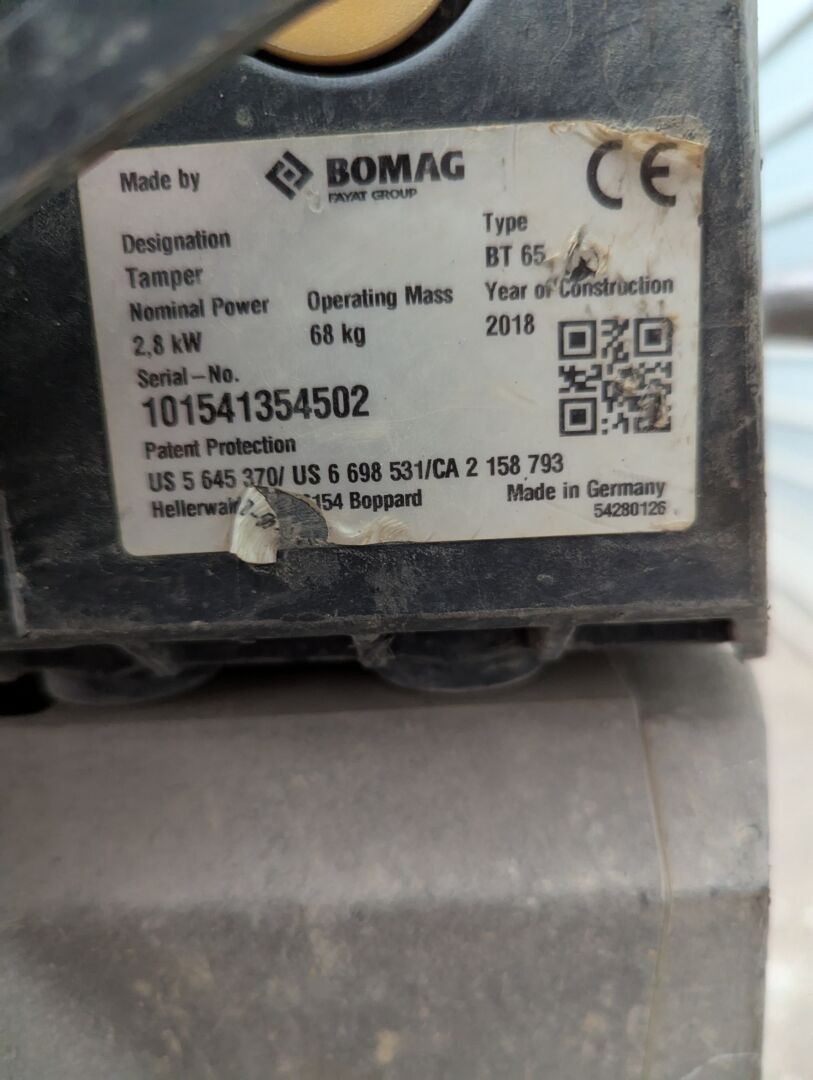 Made by BOMAG
FAYAT GROUP
CE
Designation Type
Tamper BT 65
Nominal Power Operating Mass Year of Construction
2,8 kW 68 kg 2018
Serial–No.
101541354502
Patent Protection
US 5 645 370/ US 6 698 531/CA 2 158 793
Boppard Made in Germany
54280126